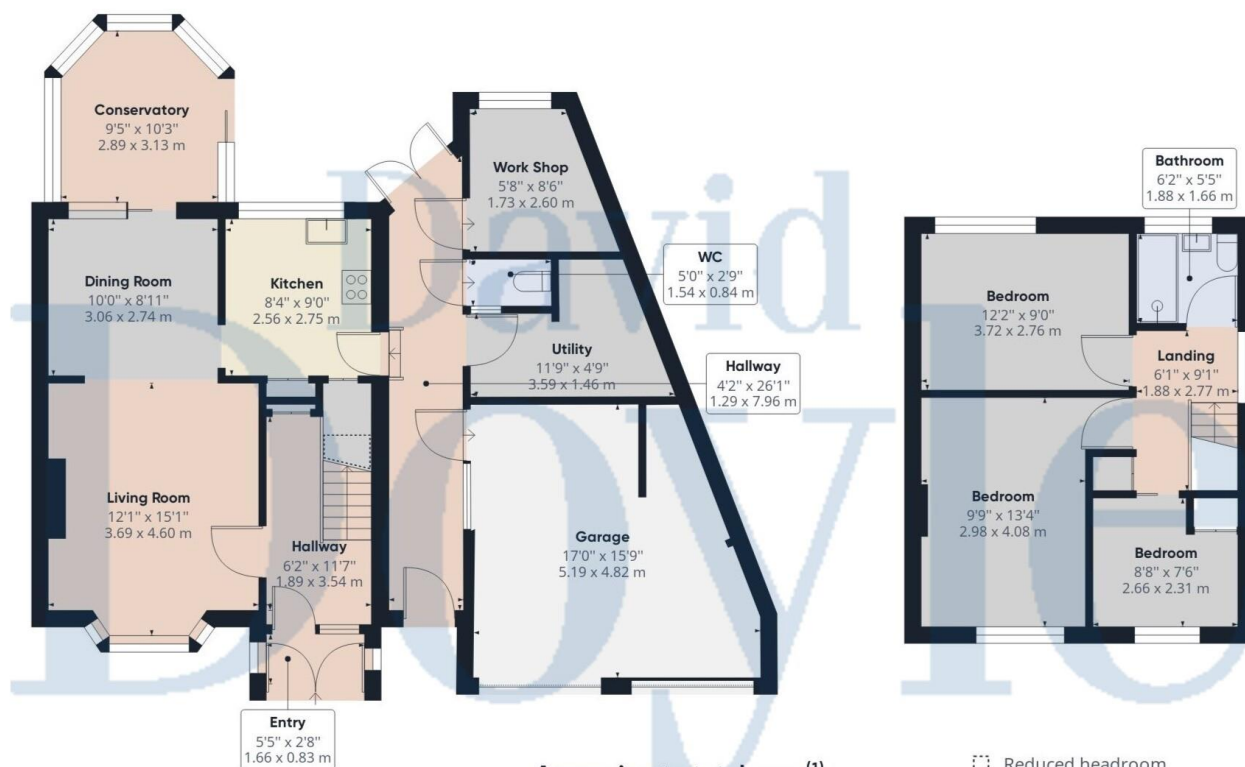 Conservatory
9'5" x 10'3"
2.89 x 3.13 m
Work Shop
5'8" x 8'6"
1.73 x 2.60 m
Bathroom
6'2" x 5'5"
1.88 x 1.66 m
WC
5'0" x 2'9"
1.54 x 0.84 m
Dining Room
10'0" x 8'11"
3.06 x 2.74 m
Kitchen
8'4" x 9'0"
2.56 x 2.75 m
Bedroom
12'2" x 9'0"
3.72 x 2.76 m
Utility
11'9" x 4'9"
3.59 x 1.46 m
Hallway
4'2" x 26'1"
1.29 x 7.96 m
Landing
6'1" x 9'1"
1.88 x 2.77 m
Living Room
12'1" x 15'1"
3.69 x 4.60 m
Hallway
6'2" x 11'7"
1.89 x 3.54 m
Garage
17'0" x 15'9"
5.19 x 4.82 m
Bedroom
9'9" x 13'4"
2.98 x 4.08 m
Bedroom
8'8" x 7'6"
2.66 x 2.31 m
Entry
5'5" x 2'8"
1.66 x 0.83 m
(1)
Reduced headroom
David
Doyle